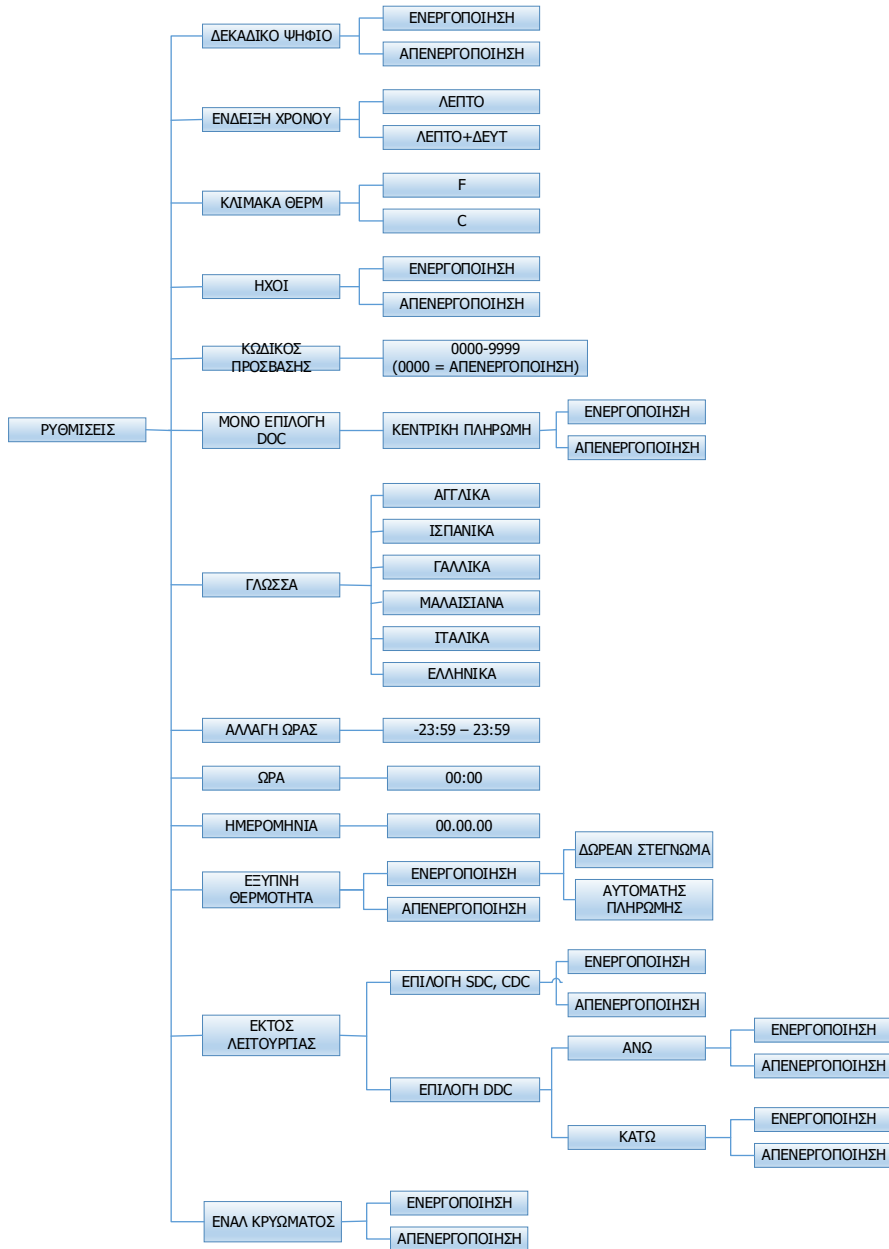 ΡΥΘΜΙΣΕΙΣ
ΔΕΚΑΔΙΚΟ ΨΗΦΙΟ
ΕΝΕΡΓΟΠΟΙΗΣΗ
ΑΠΕΝΕΡΓΟΠΟΙΗΣΗ
ΕΝΔΕΙΞΗ ΧΡΟΝΟΥ
ΛΕΠΤΟ
ΛΕΠΤΟ+ΔΕΥΤ
ΚΛΙΜΑΚΑ ΘΕΡΜ
F
C
ΗΧΟΙ
ΕΝΕΡΓΟΠΟΙΗΣΗ
ΑΠΕΝΕΡΓΟΠΟΙΗΣΗ
ΚΩΔΙΚΟΣ
ΠΡΟΣΒΑΣΗΣ
0000-9999
(0000 = ΑΠΕΝΕΡΓΟΠΟΙΗΣΗ)
ΜΟΝΟ ΕΠΙΛΟΓΗ
DOC
ΚΕΝΤΡΙΚΗ ΠΛΗΡΩΜΗ
ΕΝΕΡΓΟΠΟΙΗΣΗ
ΑΠΕΝΕΡΓΟΠΟΙΗΣΗ
ΓΛΩΣΣΑ
ΑΓΓΛΙΚΑ
ΙΣΠΑΝΙΚΑ
ΓΑΛΛΙΚΑ
ΜΑΛΑΙΣΙΑΝΑ
ΙΤΑΛΙΚΑ
ΕΛΛΗΝΙΚΑ
ΑΛΛΑΓΗ ΩΡΑΣ
-23:59 – 23:59
ΩΡΑ
00:00
ΗΜΕΡΟΜΗΝΙΑ
00.00.00
ΕΞΥΠΝΗ
ΘΕΡΜΟΤΗΤΑ
ΕΝΕΡΓΟΠΟΙΗΣΗ
ΔΩΡΕΑΝ ΣΤΕΓΝΩΜΑ
ΑΥΤΟΜΑΤΗΣ
ΠΛΗΡΩΜΗΣ
ΑΠΕΝΕΡΓΟΠΟΙΗΣΗ
ΕΚΤΟΣ
ΛΕΙΤΟΥΡΓΙΑΣ
ΕΠΙΛΟΓΗ SDC, CDC
ΕΝΕΡΓΟΠΟΙΗΣΗ
ΑΠΕΝΕΡΓΟΠΟΙΗΣΗ
ΕΠΙΛΟΓΗ DDC
ΑΝΩ
ΕΝΕΡΓΟΠΟΙΗΣΗ
ΑΠΕΝΕΡΓΟΠΟΙΗΣΗ
ΚΑΤΩ
ΕΝΕΡΓΟΠΟΙΗΣΗ
ΑΠΕΝΕΡΓΟΠΟΙΗΣΗ
ΕΝΑΛ ΚΡΥΩΜΑΤΟΣ
ΕΝΕΡΓΟΠΟΙΗΣΗ
ΑΠΕΝΕΡΓΟΠΟΙΗΣΗ